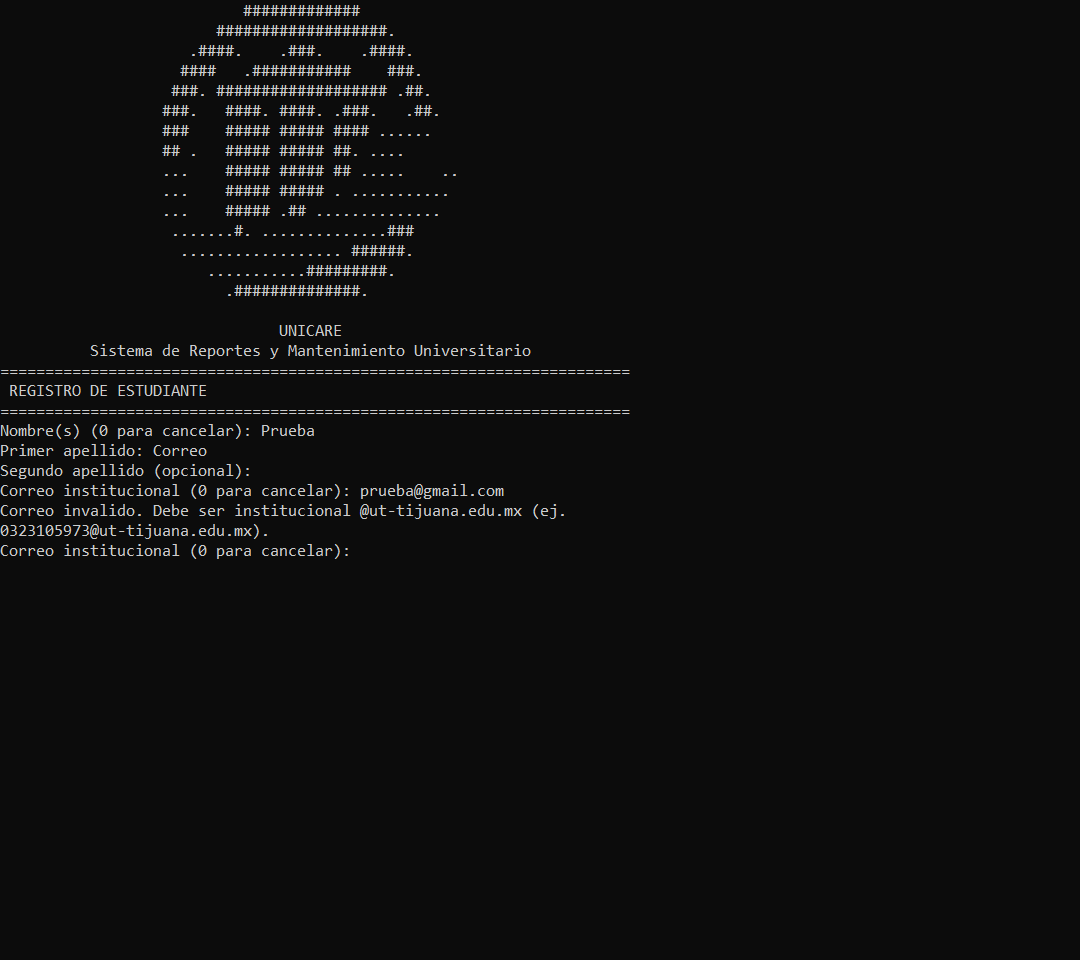 UNICARE
Sistema de Reportes y Mantenimiento Universitario
======================================================================
REGISTRO DE ESTUDIANTE
======================================================================
Nombre(s) (0 para cancelar): Prueba
Primer apellido: Correo
Segundo apellido (opcional):
Correo institucional (0 para cancelar): prueba@gmail.com
Correo invalido. Debe ser institucional @ut-tijuana.edu.mx (ej.
0323105973@ut-tijuana.edu.mx).
Correo institucional (0 para cancelar):